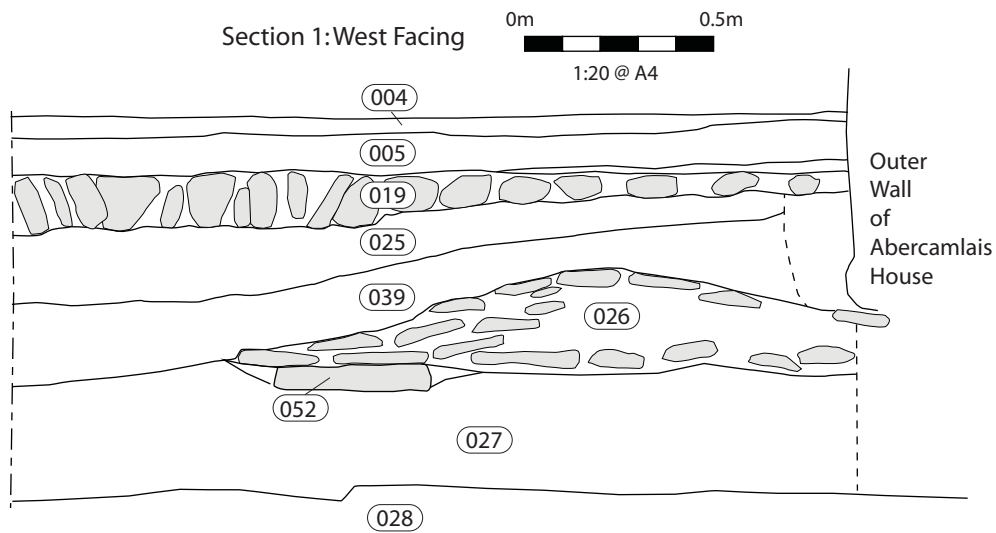 Section 1: West Facing
0m
0.5m
1:20 @ A4
004
005
019
025
039
026
052
027
028
Outer
Wall
of
Abercamlais
House